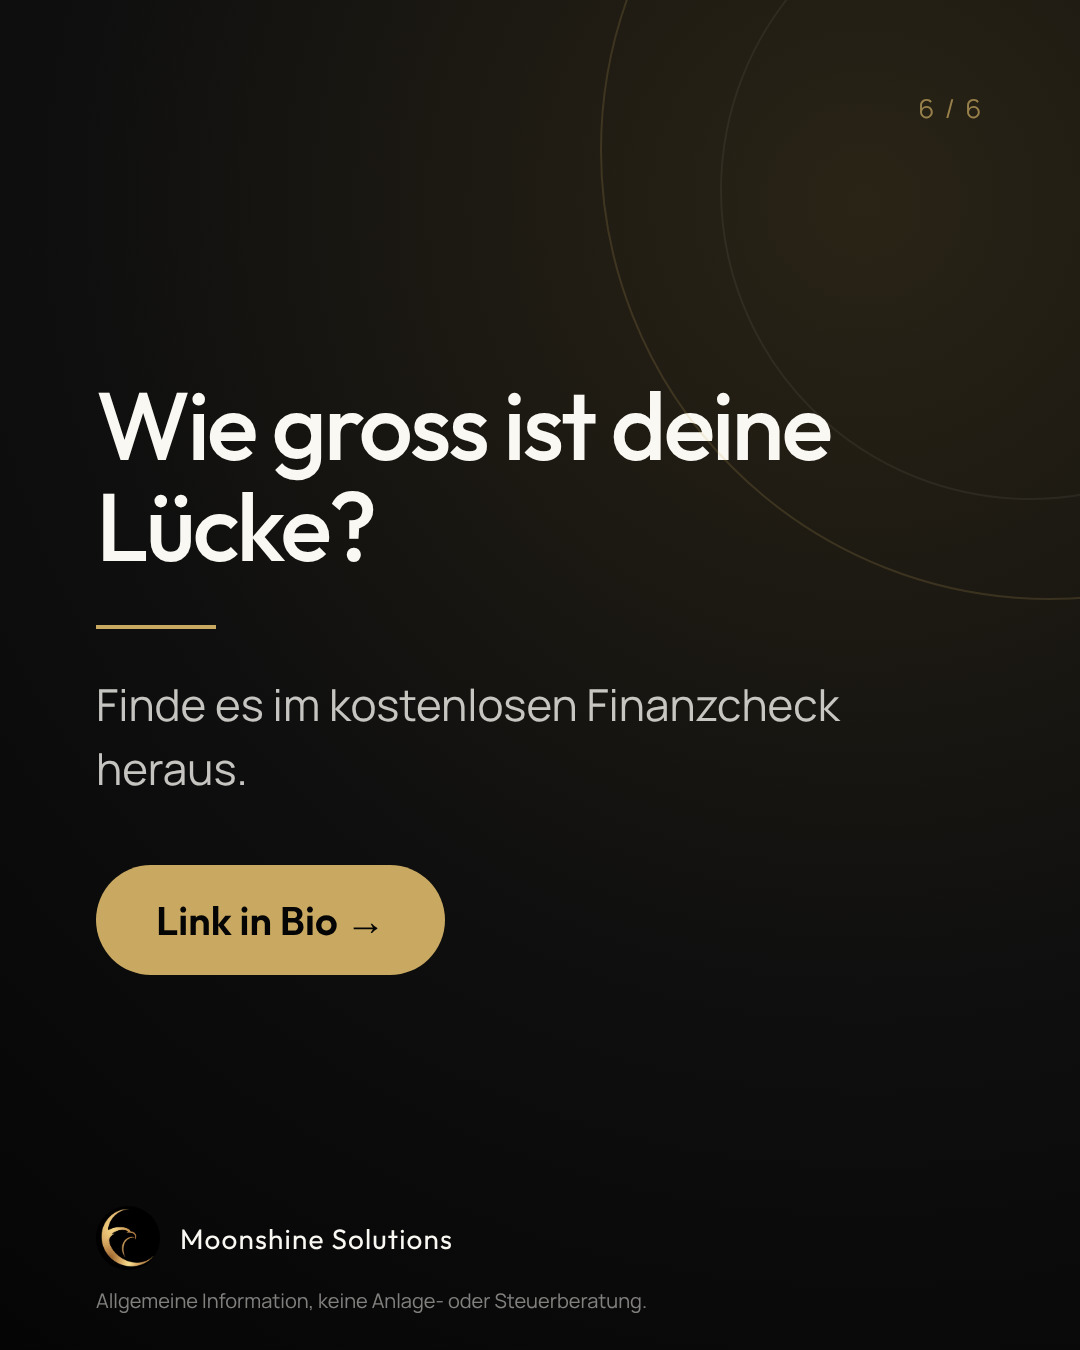 6 / 6
Wie gross ist deine
Lücke?
Finde es im kostenlosen Finanzcheck
heraus.
Link in Bio →
Moonshine Solutions
Allgemeine Information, keine Anlage- oder Steuerberatung.